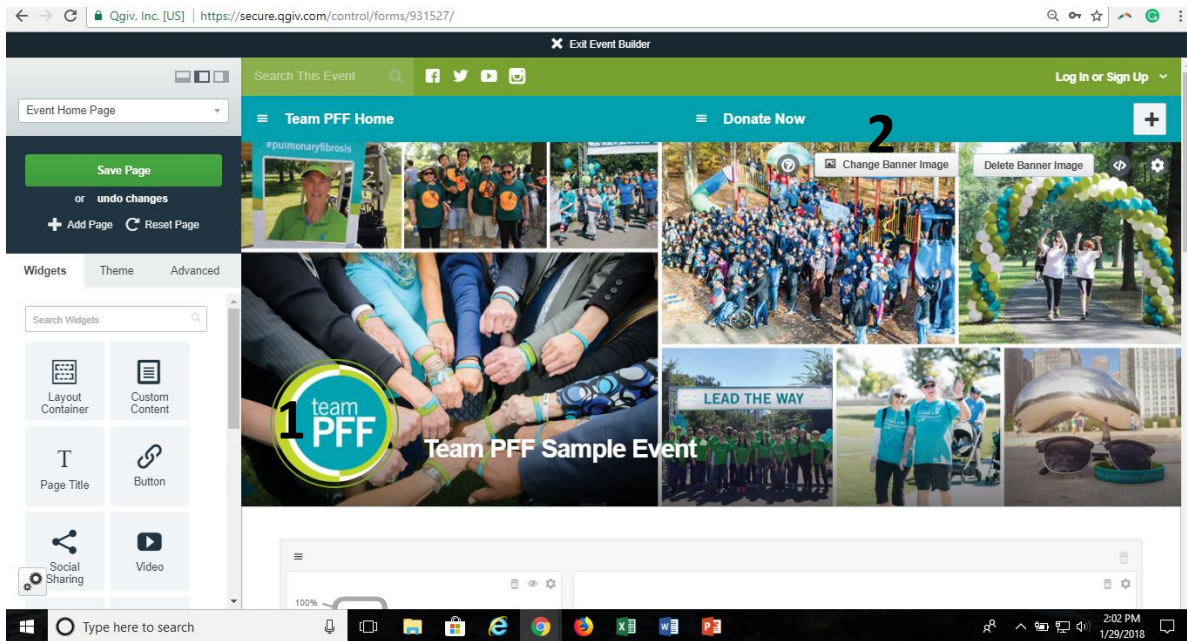 Qgiv, Inc. [US] | https://secure.qgiv.com/control/forms/931527/
Exit Event Builder
Search This Event
Log In or Sign Up
Event Home Page
Team PFF Home
Donate Now
+
2
#pulmonaryfibrosis
Change Banner Image
Delete Banner Image
Save Page
or undo changes
Add Page Reset Page
Widgets Theme Advanced
Search Widgets
Layout Container
Custom Content
LEAD THE WAY
1
team
PFF
Team PFF Sample Event
T
Page Title
Button
Social Sharing
Video
100%
Type here to search
2:02 PM
1/29/2018